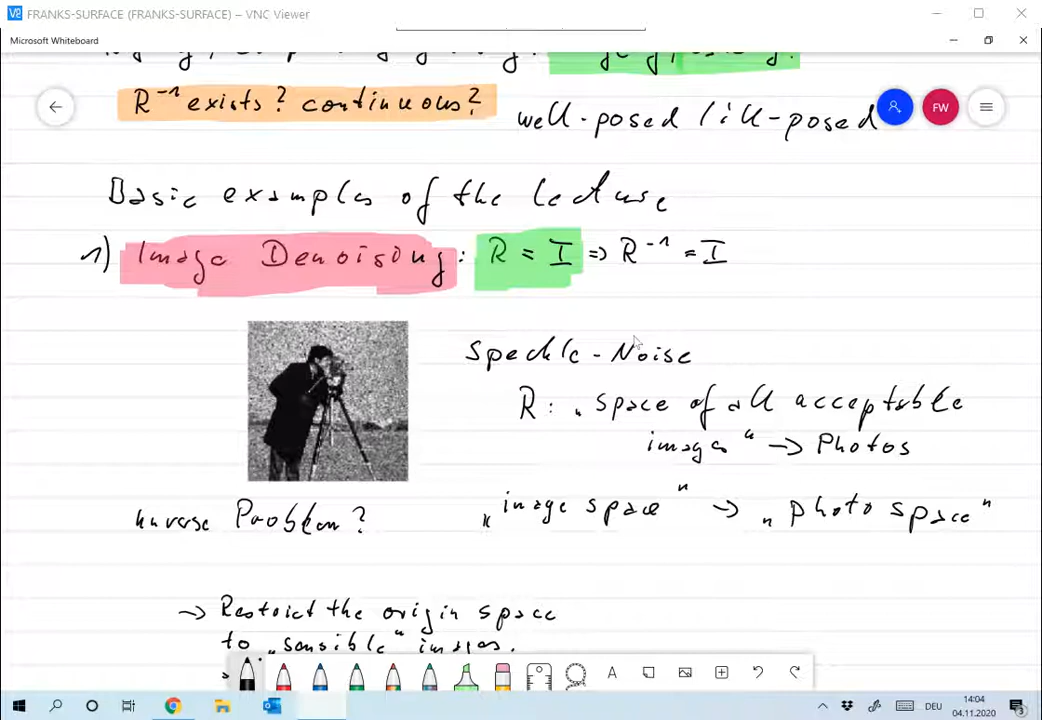 FRANKS-SURFACE (FRANKS-SURFACE) – VNC Viewer
Microsoft Whiteboard
R⁻¹ exists? continuous?
well-posed / ill-posed
FW
Basic examples of the lecture
1) Image Denoising: R = I ⇒ R⁻¹ = I
Speckle-Noise
R: „space of all acceptable
images" → Photos
„image space" → „photo space"
Inverse Problem?
→ Restrict the origin space
to „sensible" images.
A
14:04
DEU
04.11.2020
3